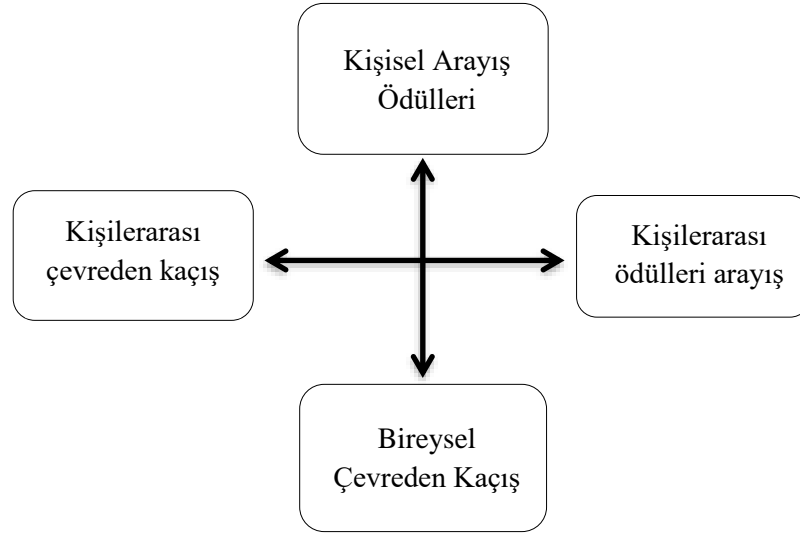 Kişisel Arayış
Ödülleri
Kişilerarası
çevreden kaçış
Kişilerarası
ödülleri arayış
Bireysel
Çevreden Kaçış